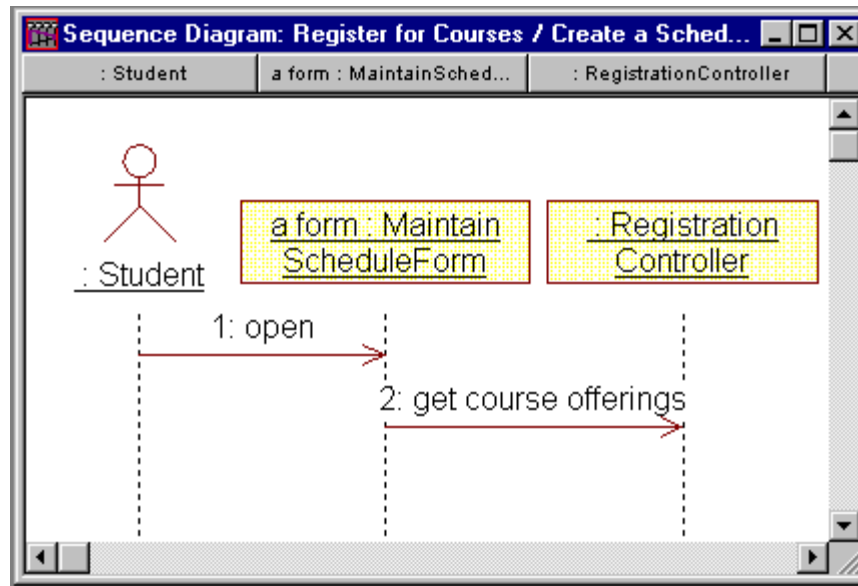 Sequence Diagram: Register for Courses / Create a Sched...
: Student
a form : MaintainSched...
: RegistrationController
a form : Maintain
ScheduleForm
: Registration
Controller
: Student
1: open
2: get course offerings